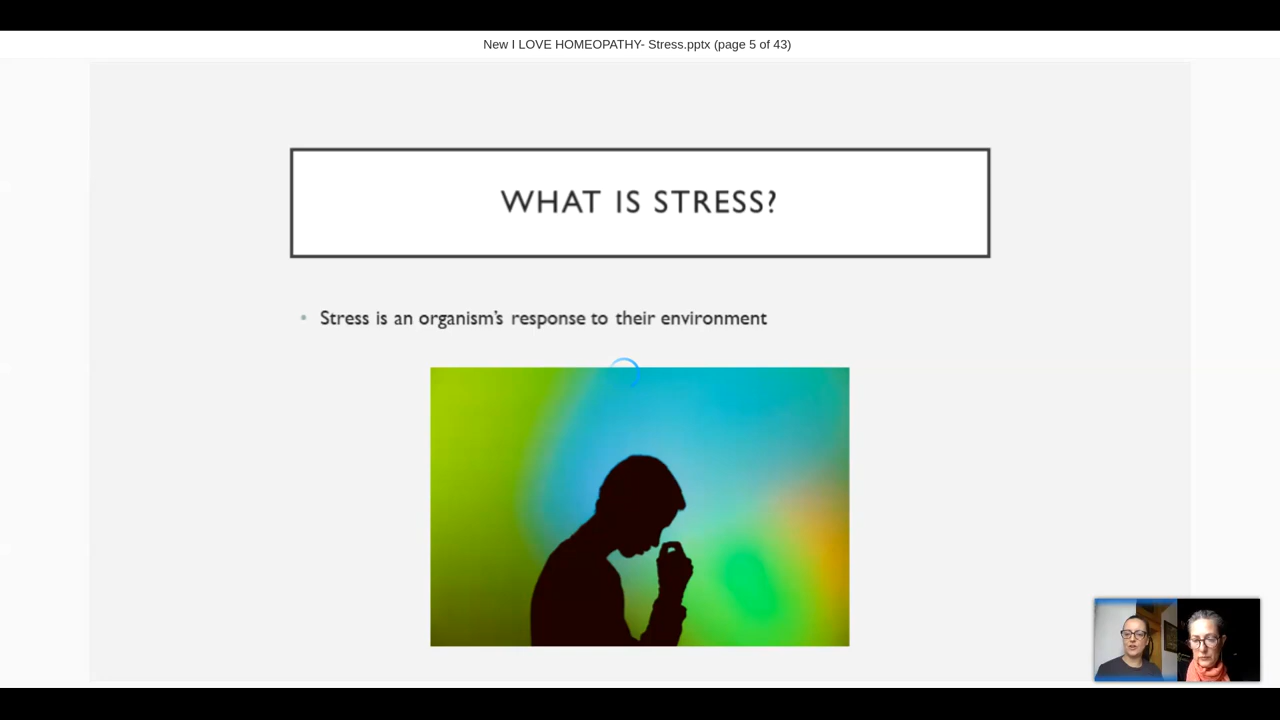 New I LOVE HOMEOPATHY- Stress.pptx (page 5 of 43)
WHAT IS STRESS?
• Stress is an organism's response to their environment